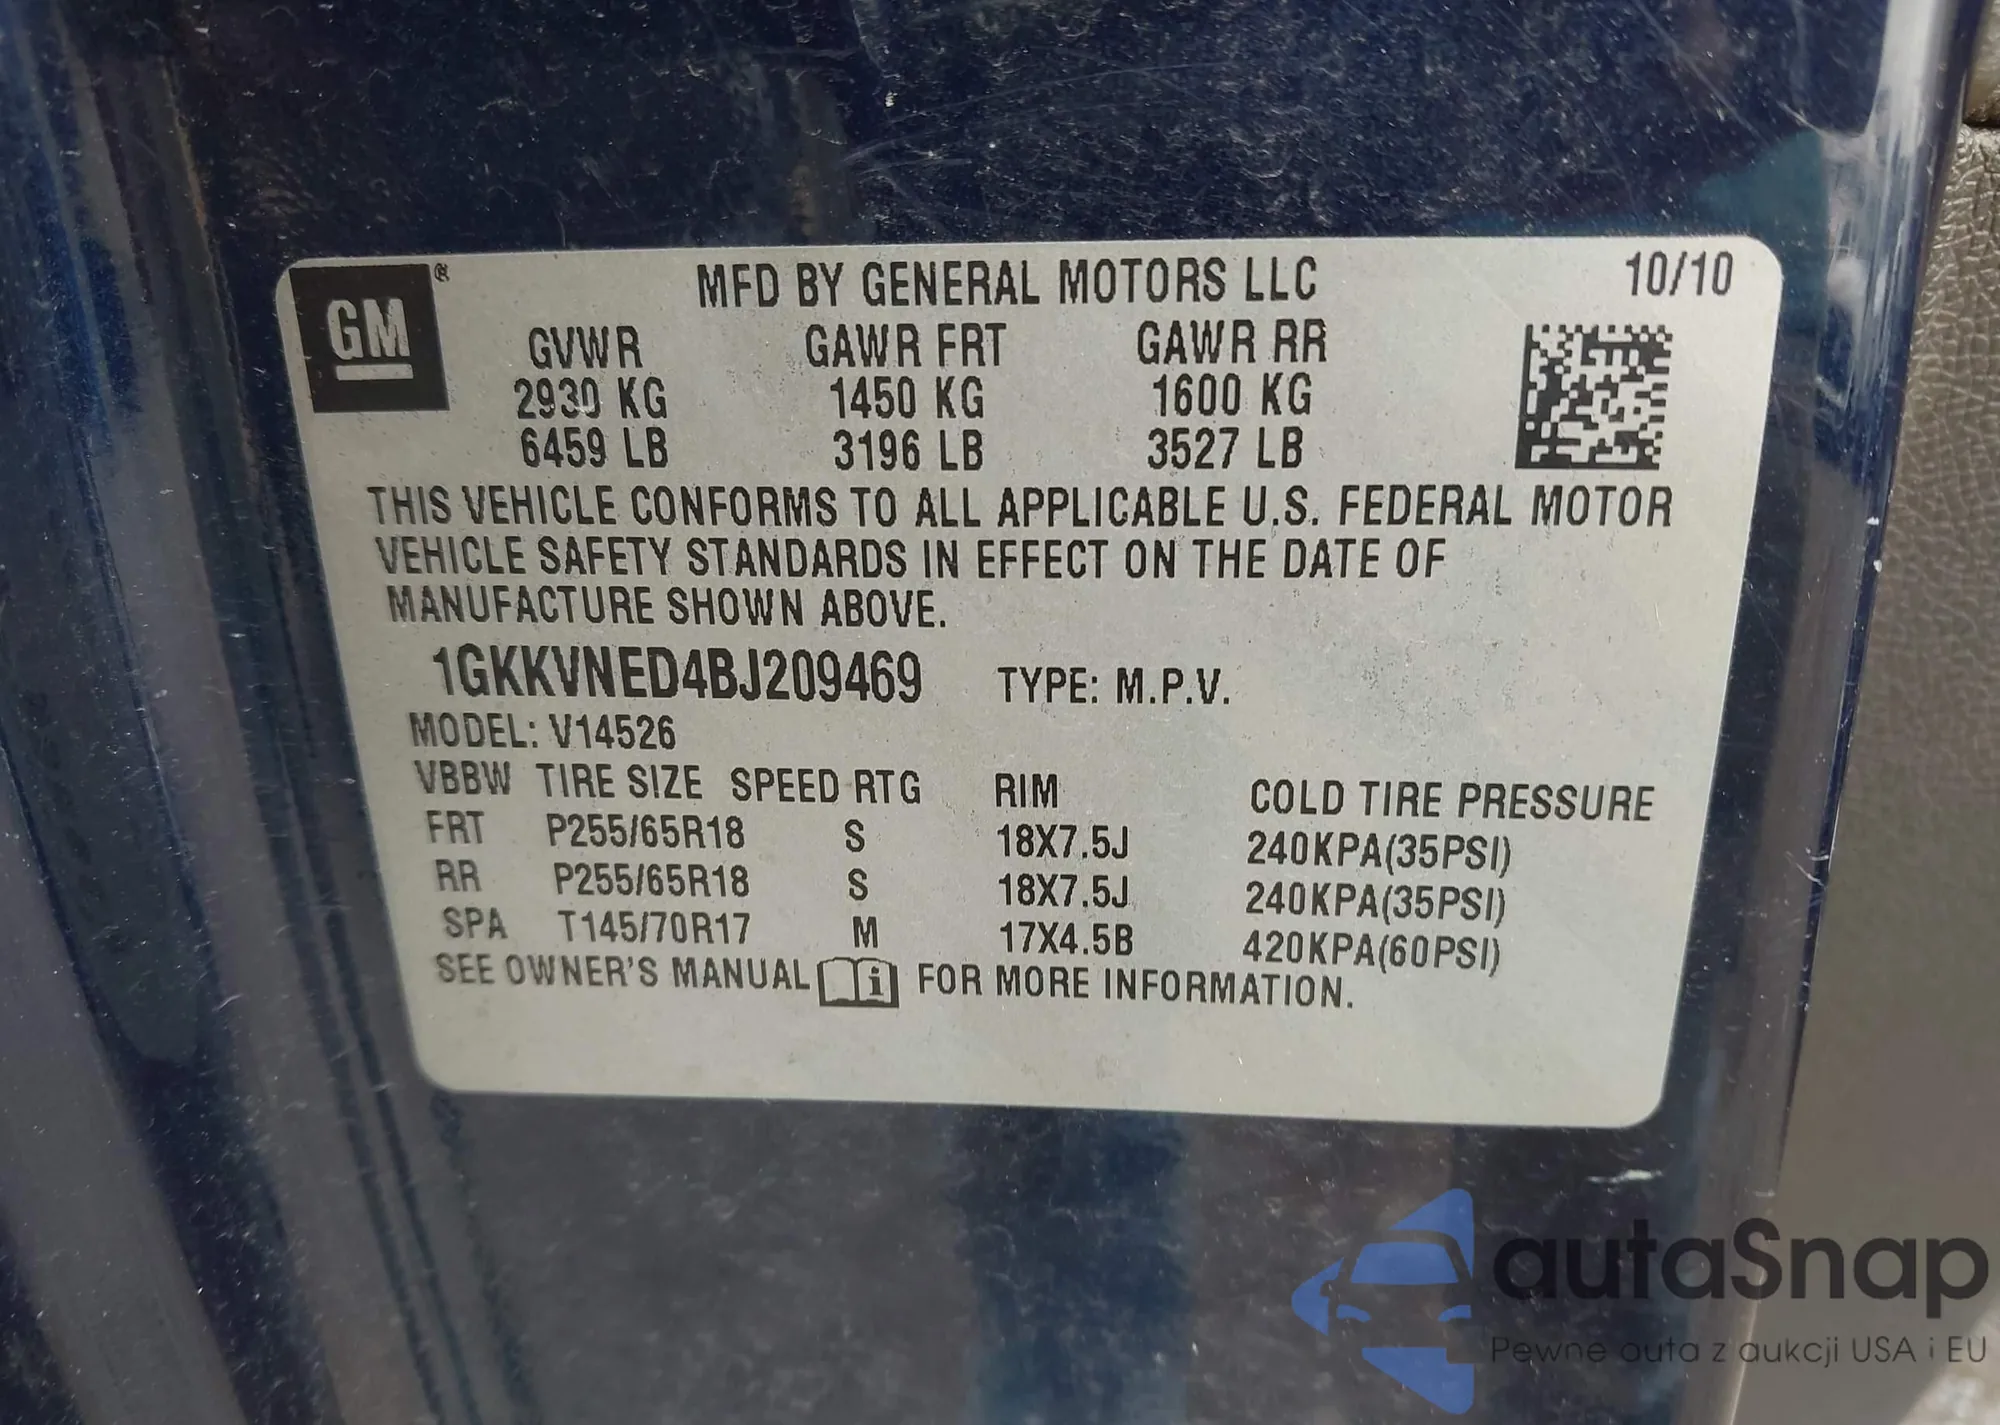 GM ® MFD BY GENERAL MOTORS LLC 10/10
GVWR GAWR FRT GAWR RR
2930 KG 1450 KG 1600 KG
6459 LB 3196 LB 3527 LB
THIS VEHICLE CONFORMS TO ALL APPLICABLE U.S. FEDERAL MOTOR
VEHICLE SAFETY STANDARDS IN EFFECT ON THE DATE OF
MANUFACTURE SHOWN ABOVE.
1GKKVNED4BJ209469 TYPE: M.P.V.
MODEL: V14526
VBBW TIRE SIZE SPEED RTG RIM COLD TIRE PRESSURE
FRT P255/65R18 S 18X7.5J 240KPA(35PSI)
RR P255/65R18 S 18X7.5J 240KPA(35PSI)
SPA T145/70R17 M 17X4.5B 420KPA(60PSI)
SEE OWNER'S MANUAL i FOR MORE INFORMATION.
autaSnap
Pewne auta z aukcji USA i EU